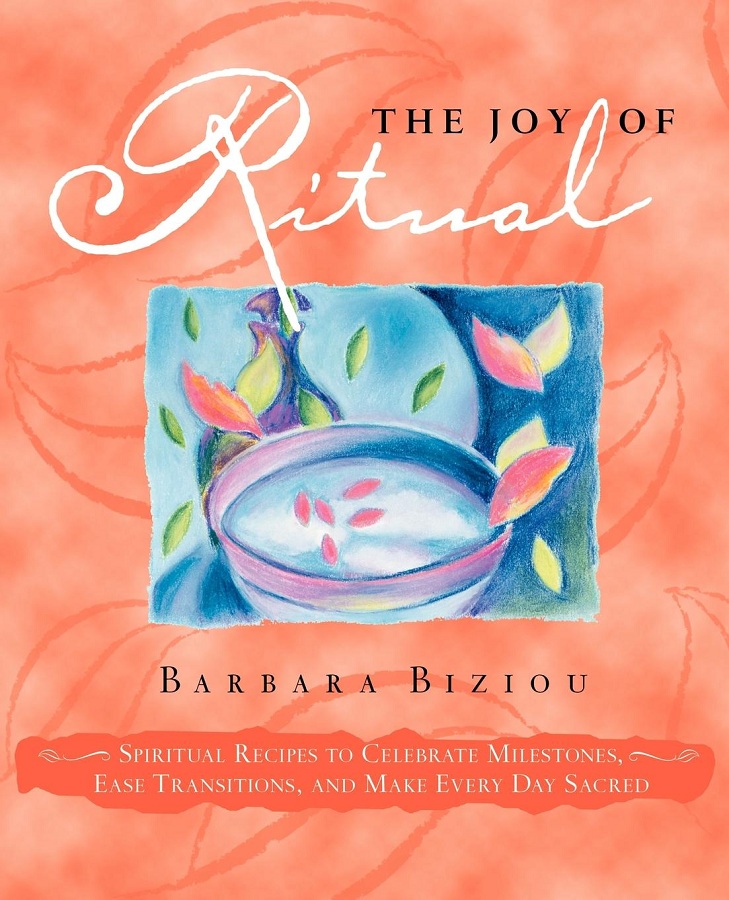 THE JOY OF
Ritual
BARBARA BIZIOU
SPIRITUAL RECIPES TO CELEBRATE MILESTONES,
EASE TRANSITIONS, AND MAKE EVERY DAY SACRED